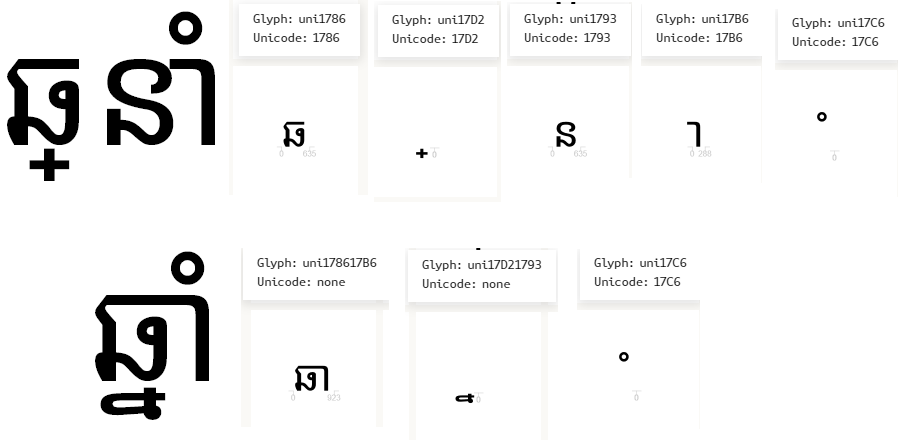 ឆ្នាំ Glyph: uni1786 Glyph: uni17D2 Glyph: uni1793 Glyph: uni17B6 Glyph: uni17C6
Unicode: 1786 Unicode: 17D2 Unicode: 1793 Unicode: 17B6 Unicode: 17C6
ឆ ្ ន ា ំ
0 635 0 0 635 0 288 0
ឆ្នាំ Glyph: uni178617B6 Glyph: uni17D21793 Glyph: uni17C6
Unicode: none Unicode: none Unicode: 17C6
ឆា ្ន ំ
0 923 0 0